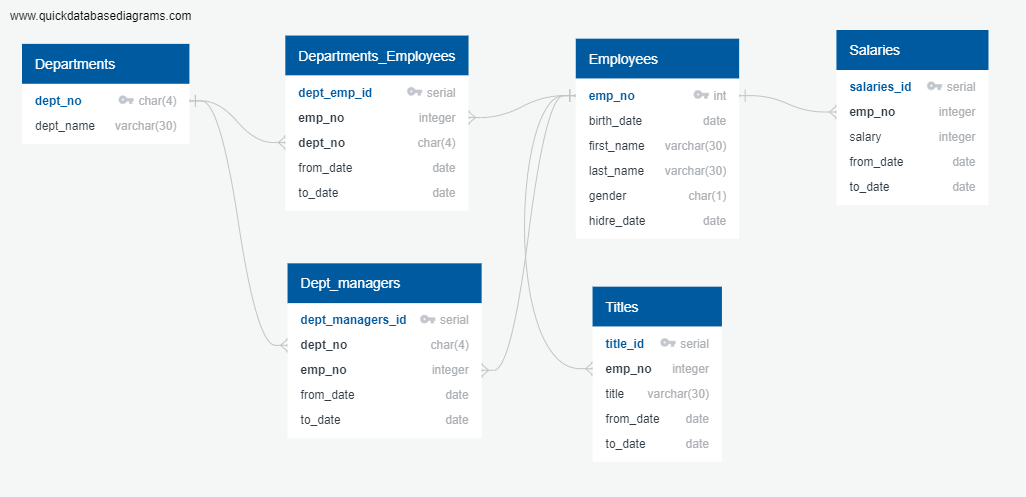 www.quickdatabasediagrams.com
Departments
dept_no char(4)
dept_name varchar(30)
Departments_Employees
dept_emp_id serial
emp_no integer
dept_no char(4)
from_date date
to_date date
Employees
emp_no int
birth_date date
first_name varchar(30)
last_name varchar(30)
gender char(1)
hidre_date date
Salaries
salaries_id serial
emp_no integer
salary integer
from_date date
to_date date
Dept_managers
dept_managers_id serial
dept_no char(4)
emp_no integer
from_date date
to_date date
Titles
title_id serial
emp_no integer
title varchar(30)
from_date date
to_date date